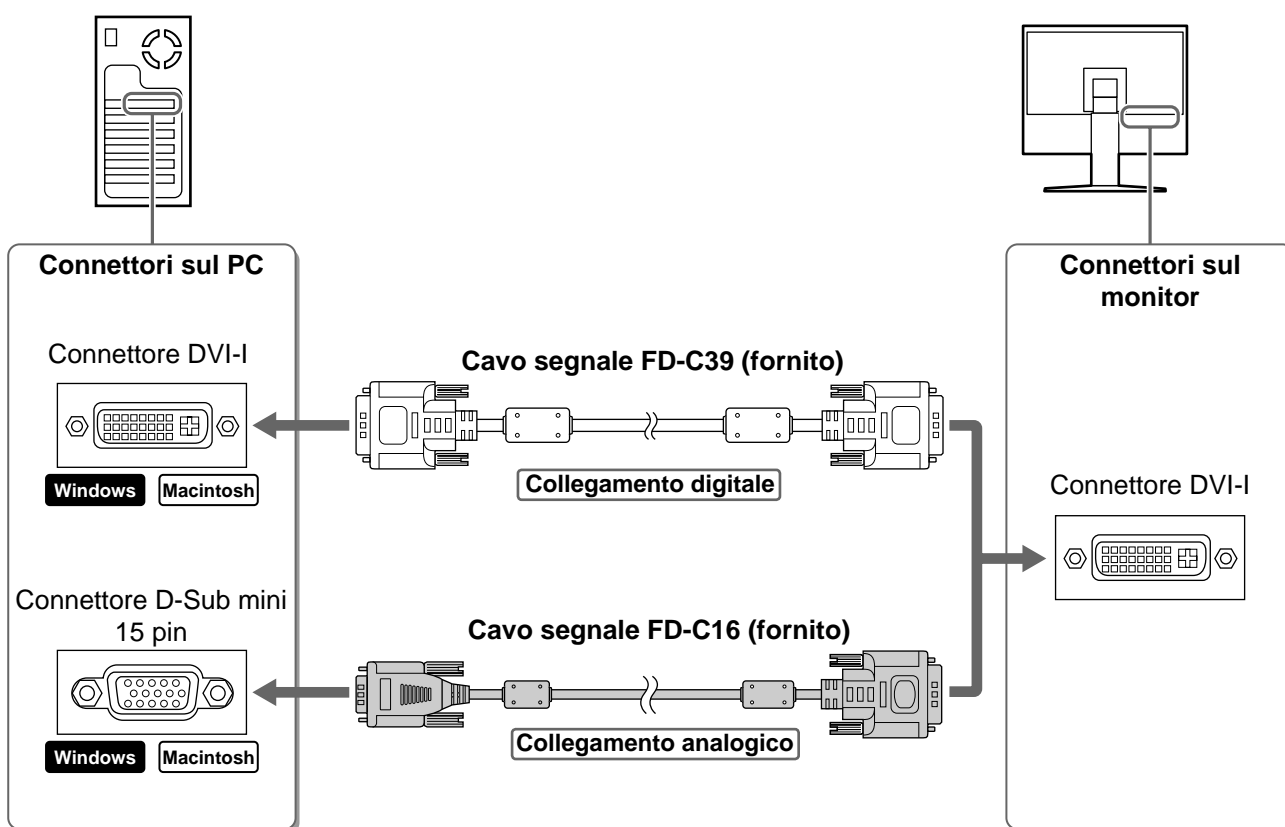 Connettori sul PC
Connettore DVI-I
Windows Macintosh
Connettore D-Sub mini
15 pin
Windows Macintosh
Cavo segnale FD-C39 (fornito)
Collegamento digitale
Cavo segnale FD-C16 (fornito)
Collegamento analogico
Connettori sul
monitor
Connettore DVI-I